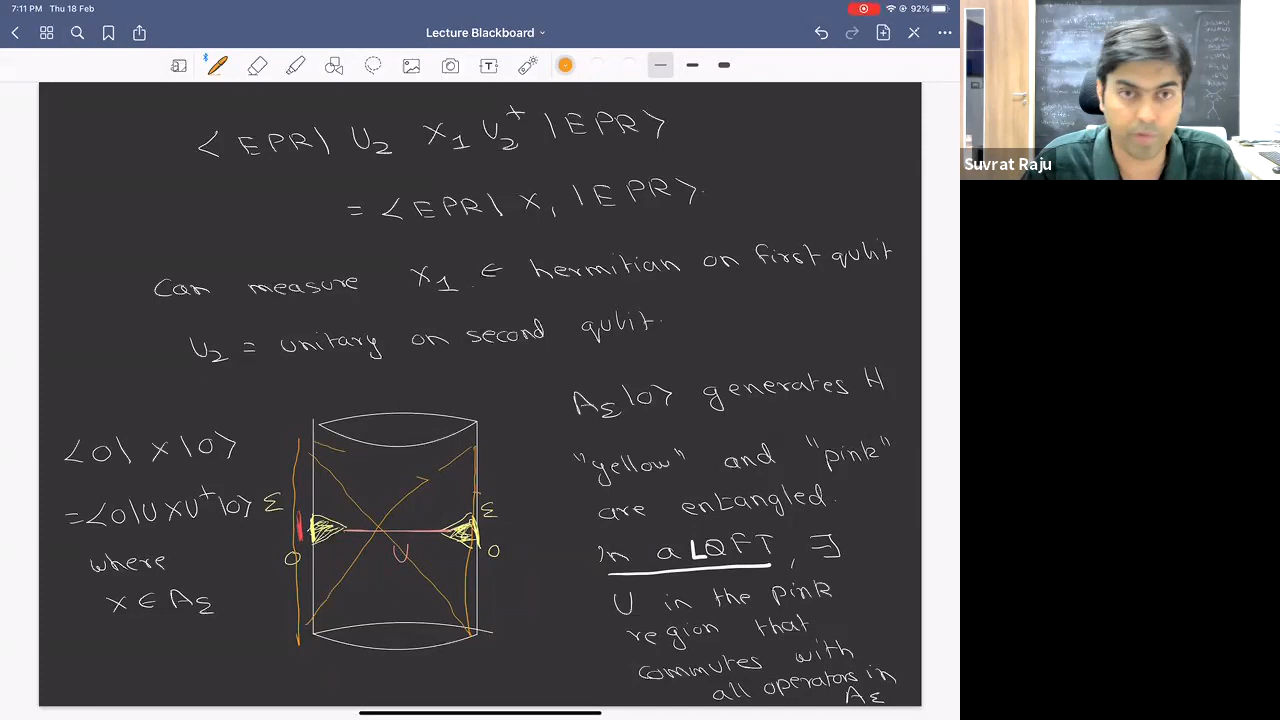 7:11 PM Thu 18 Feb
92%
Lecture Blackboard
Suvrat Raju
<EPR| U₂ X₁ U₂† |EPR>
= <EPR| X₁ |EPR>.
Can measure X₁ ∈ hermitian on first qubit
U₂ = unitary on second qubit.
<0| X |0>
= <0|U X U†|0>
where
X ∈ A_ε
ε
ε
0
0
U
A_ε|0> generates H
"yellow" and "pink"
are entangled.
in a LQFT, ∃
U in the pink
region that
commutes with
all operators in
A_ε